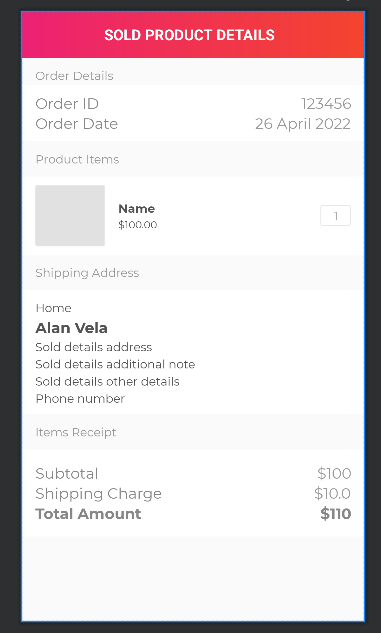 SOLD PRODUCT DETAILS
Order Details
Order ID 123456
Order Date 26 April 2022
Product Items
Name
$100.00
1
Shipping Address
Home
Alan Vela
Sold details address
Sold details additional note
Sold details other details
Phone number
Items Receipt
Subtotal $100
Shipping Charge $10.0
Total Amount $110